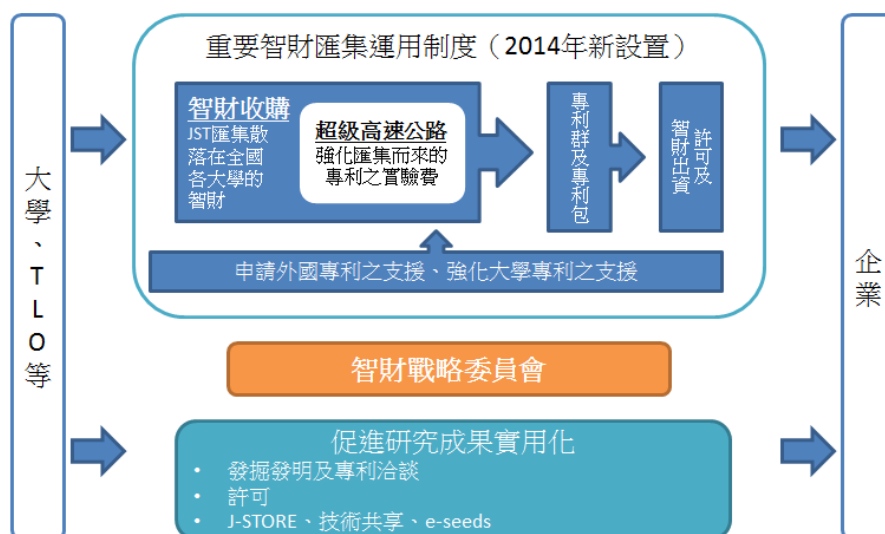 重要智財匯集運用制度（2014年新設置）
大學、TLO等
智財收購
JST匯集散
落在全國
各大學的
智財
超級高速公路
強化匯集而來的
專利之實驗費
專利群及專利包
許可及
智財出資
申請外國專利之支援、強化大學專利之支援
企業
智財戰略委員會
促進研究成果實用化
• 發掘發明及專利洽談
• 許可
• J-STORE、技術共享、e-seeds